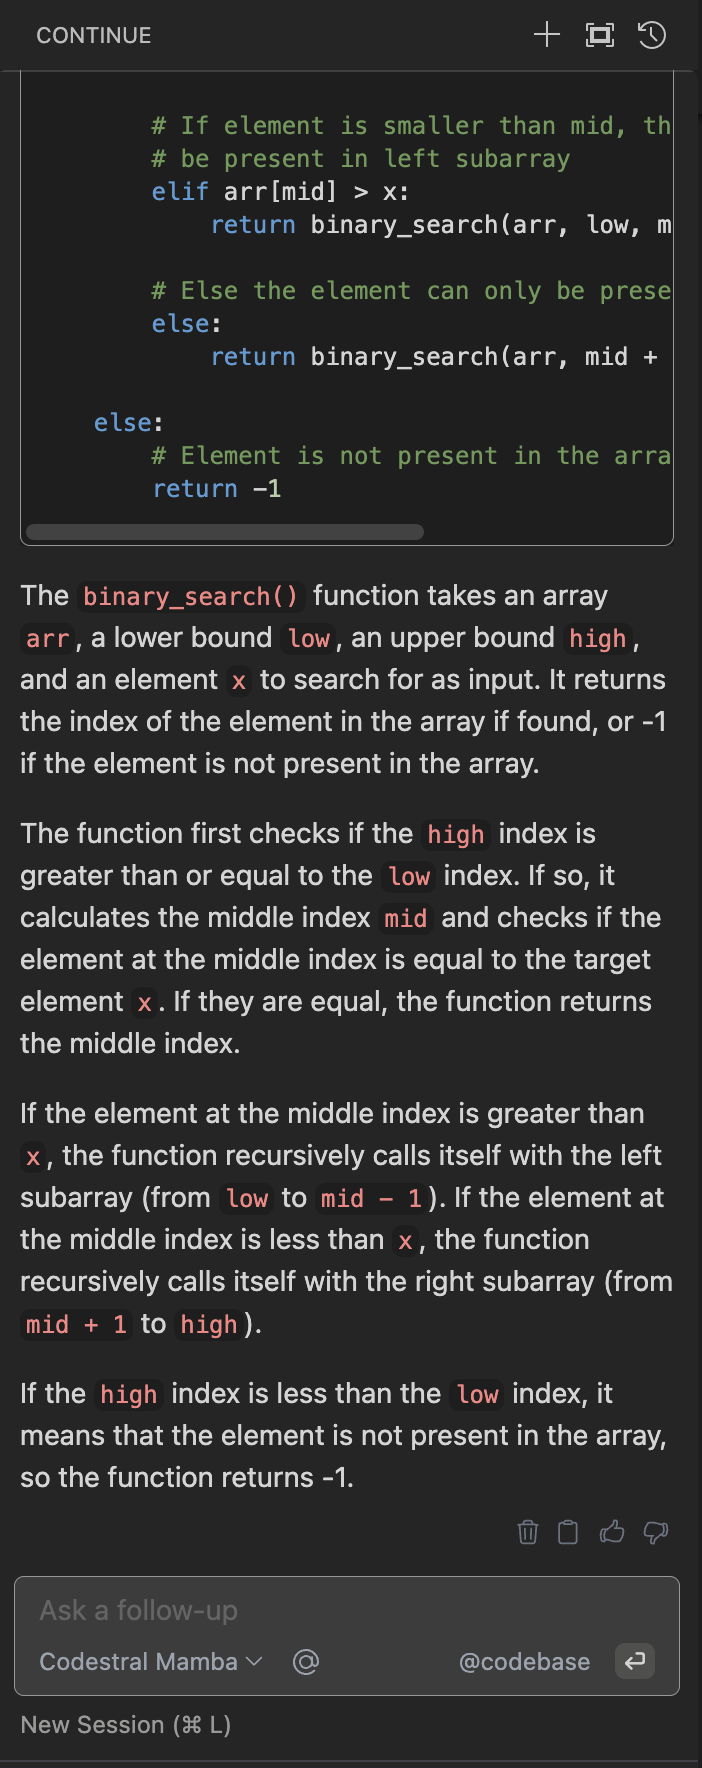 CONTINUE
# If element is smaller than mid, th
# be present in left subarray
elif arr[mid] > x:
return binary_search(arr, low, m
# Else the element can only be prese
else:
return binary_search(arr, mid +
else:
# Element is not present in the arra
return -1
The binary_search() function takes an array
arr, a lower bound low, an upper bound high,
and an element x to search for as input. It returns
the index of the element in the array if found, or -1
if the element is not present in the array.
The function first checks if the high index is
greater than or equal to the low index. If so, it
calculates the middle index mid and checks if the
element at the middle index is equal to the target
element x. If they are equal, the function returns
the middle index.
If the element at the middle index is greater than
x, the function recursively calls itself with the left
subarray (from low to mid - 1). If the element at
the middle index is less than x, the function
recursively calls itself with the right subarray (from
mid + 1 to high).
If the high index is less than the low index, it
means that the element is not present in the array,
so the function returns -1.
Ask a follow-up
Codestral Mamba @ @codebase
New Session (⌘ L)